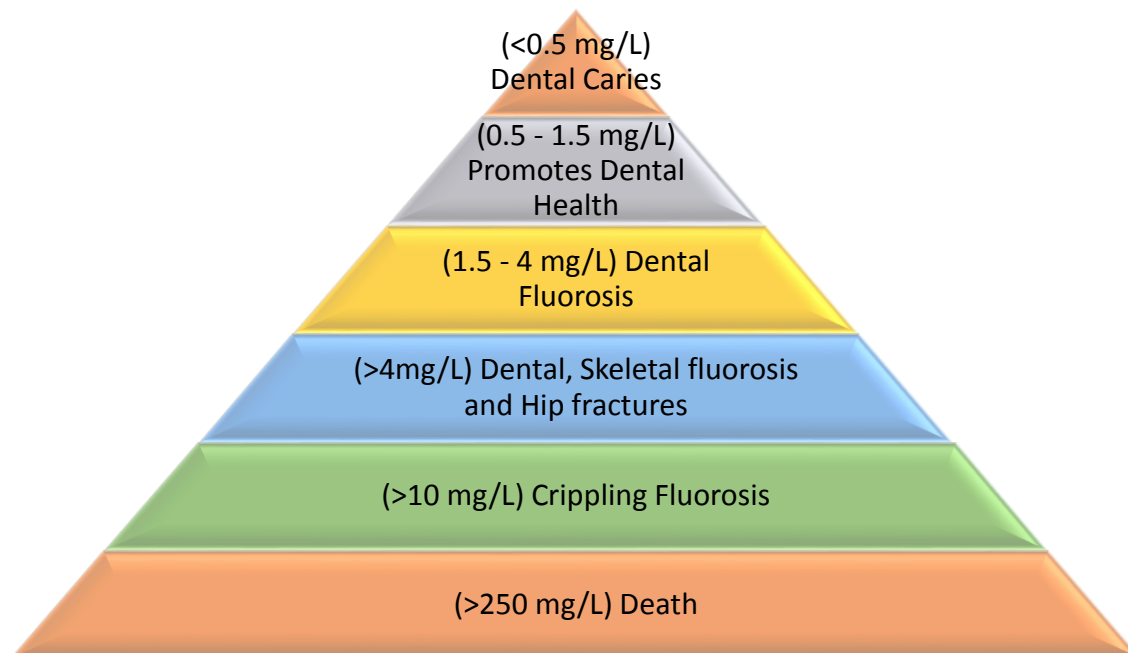 (<0.5 mg/L)
Dental Caries
(0.5 - 1.5 mg/L)
Promotes Dental
Health
(1.5 - 4 mg/L) Dental
Fluorosis
(>4mg/L) Dental, Skeletal fluorosis
and Hip fractures
(>10 mg/L) Crippling Fluorosis
(>250 mg/L) Death